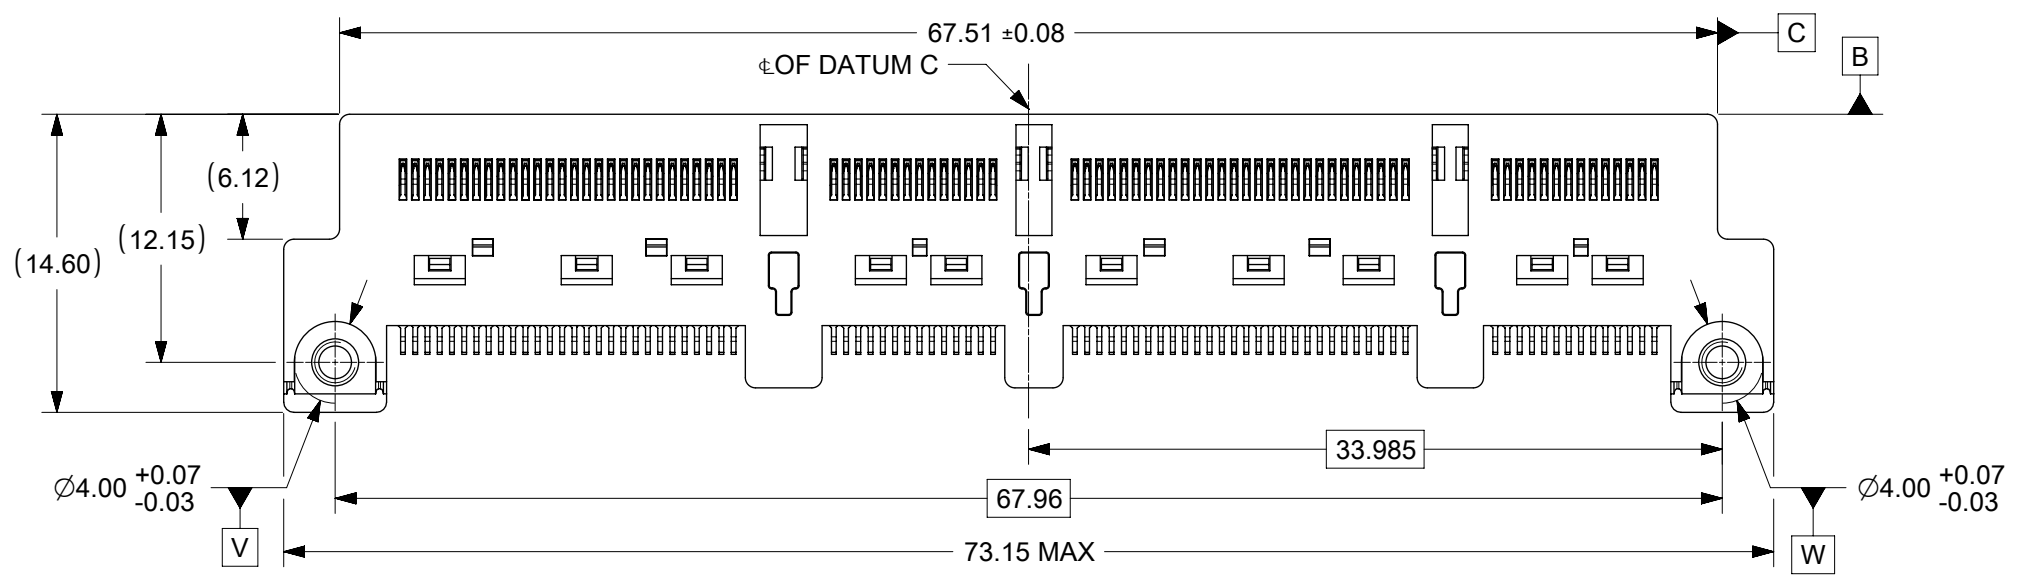 67.51 ±0.08
C
℄OF DATUM C
B
(6.12)
(12.15)
(14.60)
33.985
⌀4.00 +0.07
-0.03
67.96
⌀4.00 +0.07
-0.03
V
73.15 MAX
W